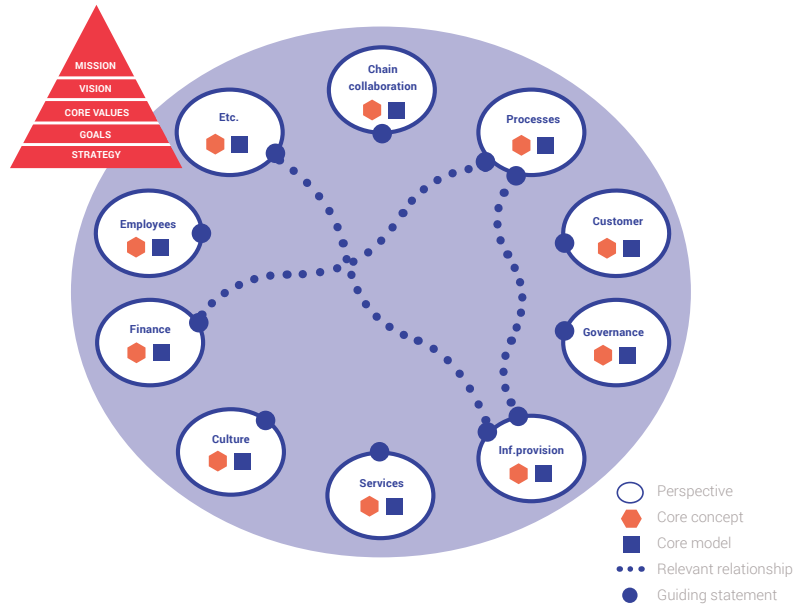 MISSION
VISION
CORE VALUES
GOALS
STRATEGY
Chain
collaboration
Etc.
Processes
Employees
Customer
Finance
Governance
Culture
Inf.provision
Services
Perspective
Core concept
Core model
Relevant relationship
Guiding statement